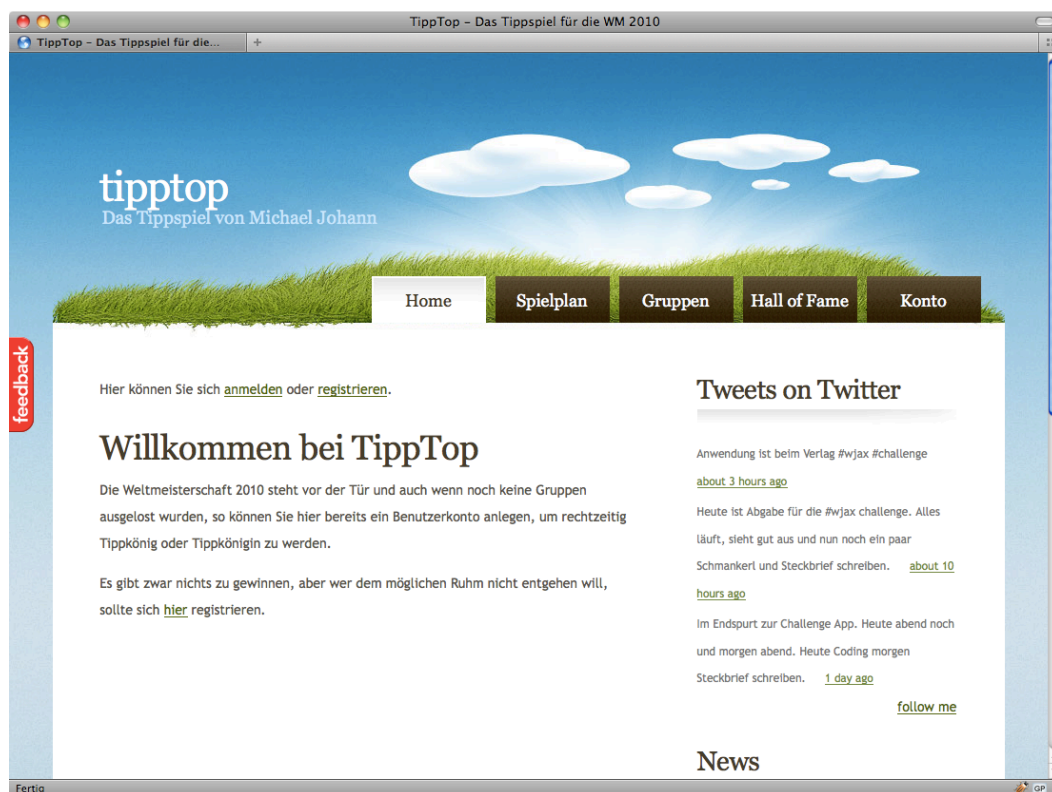 TippTop – Das Tippspiel für die WM 2010
TippTop – Das Tippspiel für die...
+
tipptop
Das Tippspiel von Michael Johann
Home
Spielplan
Gruppen
Hall of Fame
Konto
feedback
Hier können Sie sich anmelden oder registrieren.
Willkommen bei TippTop
Die Weltmeisterschaft 2010 steht vor der Tür und auch wenn noch keine Gruppen
ausgelost wurden, so können Sie hier bereits ein Benutzerkonto anlegen, um rechtzeitig
Tippkönig oder Tippkönigin zu werden.
Es gibt zwar nichts zu gewinnen, aber wer dem möglichen Ruhm nicht entgehen will,
sollte sich hier registrieren.
Tweets on Twitter
Anwendung ist beim Verlag #wjax #challenge
about 3 hours ago
Heute ist Abgabe für die #wjax challenge. Alles
läuft, sieht gut aus und nun noch ein paar
Schmankerl und Steckbrief schreiben. about 10
hours ago
Im Endspurt zur Challenge App. Heute abend noch
und morgen abend. Heute Coding morgen
Steckbrief schreiben. 1 day ago
follow me
News
Fertig
GP